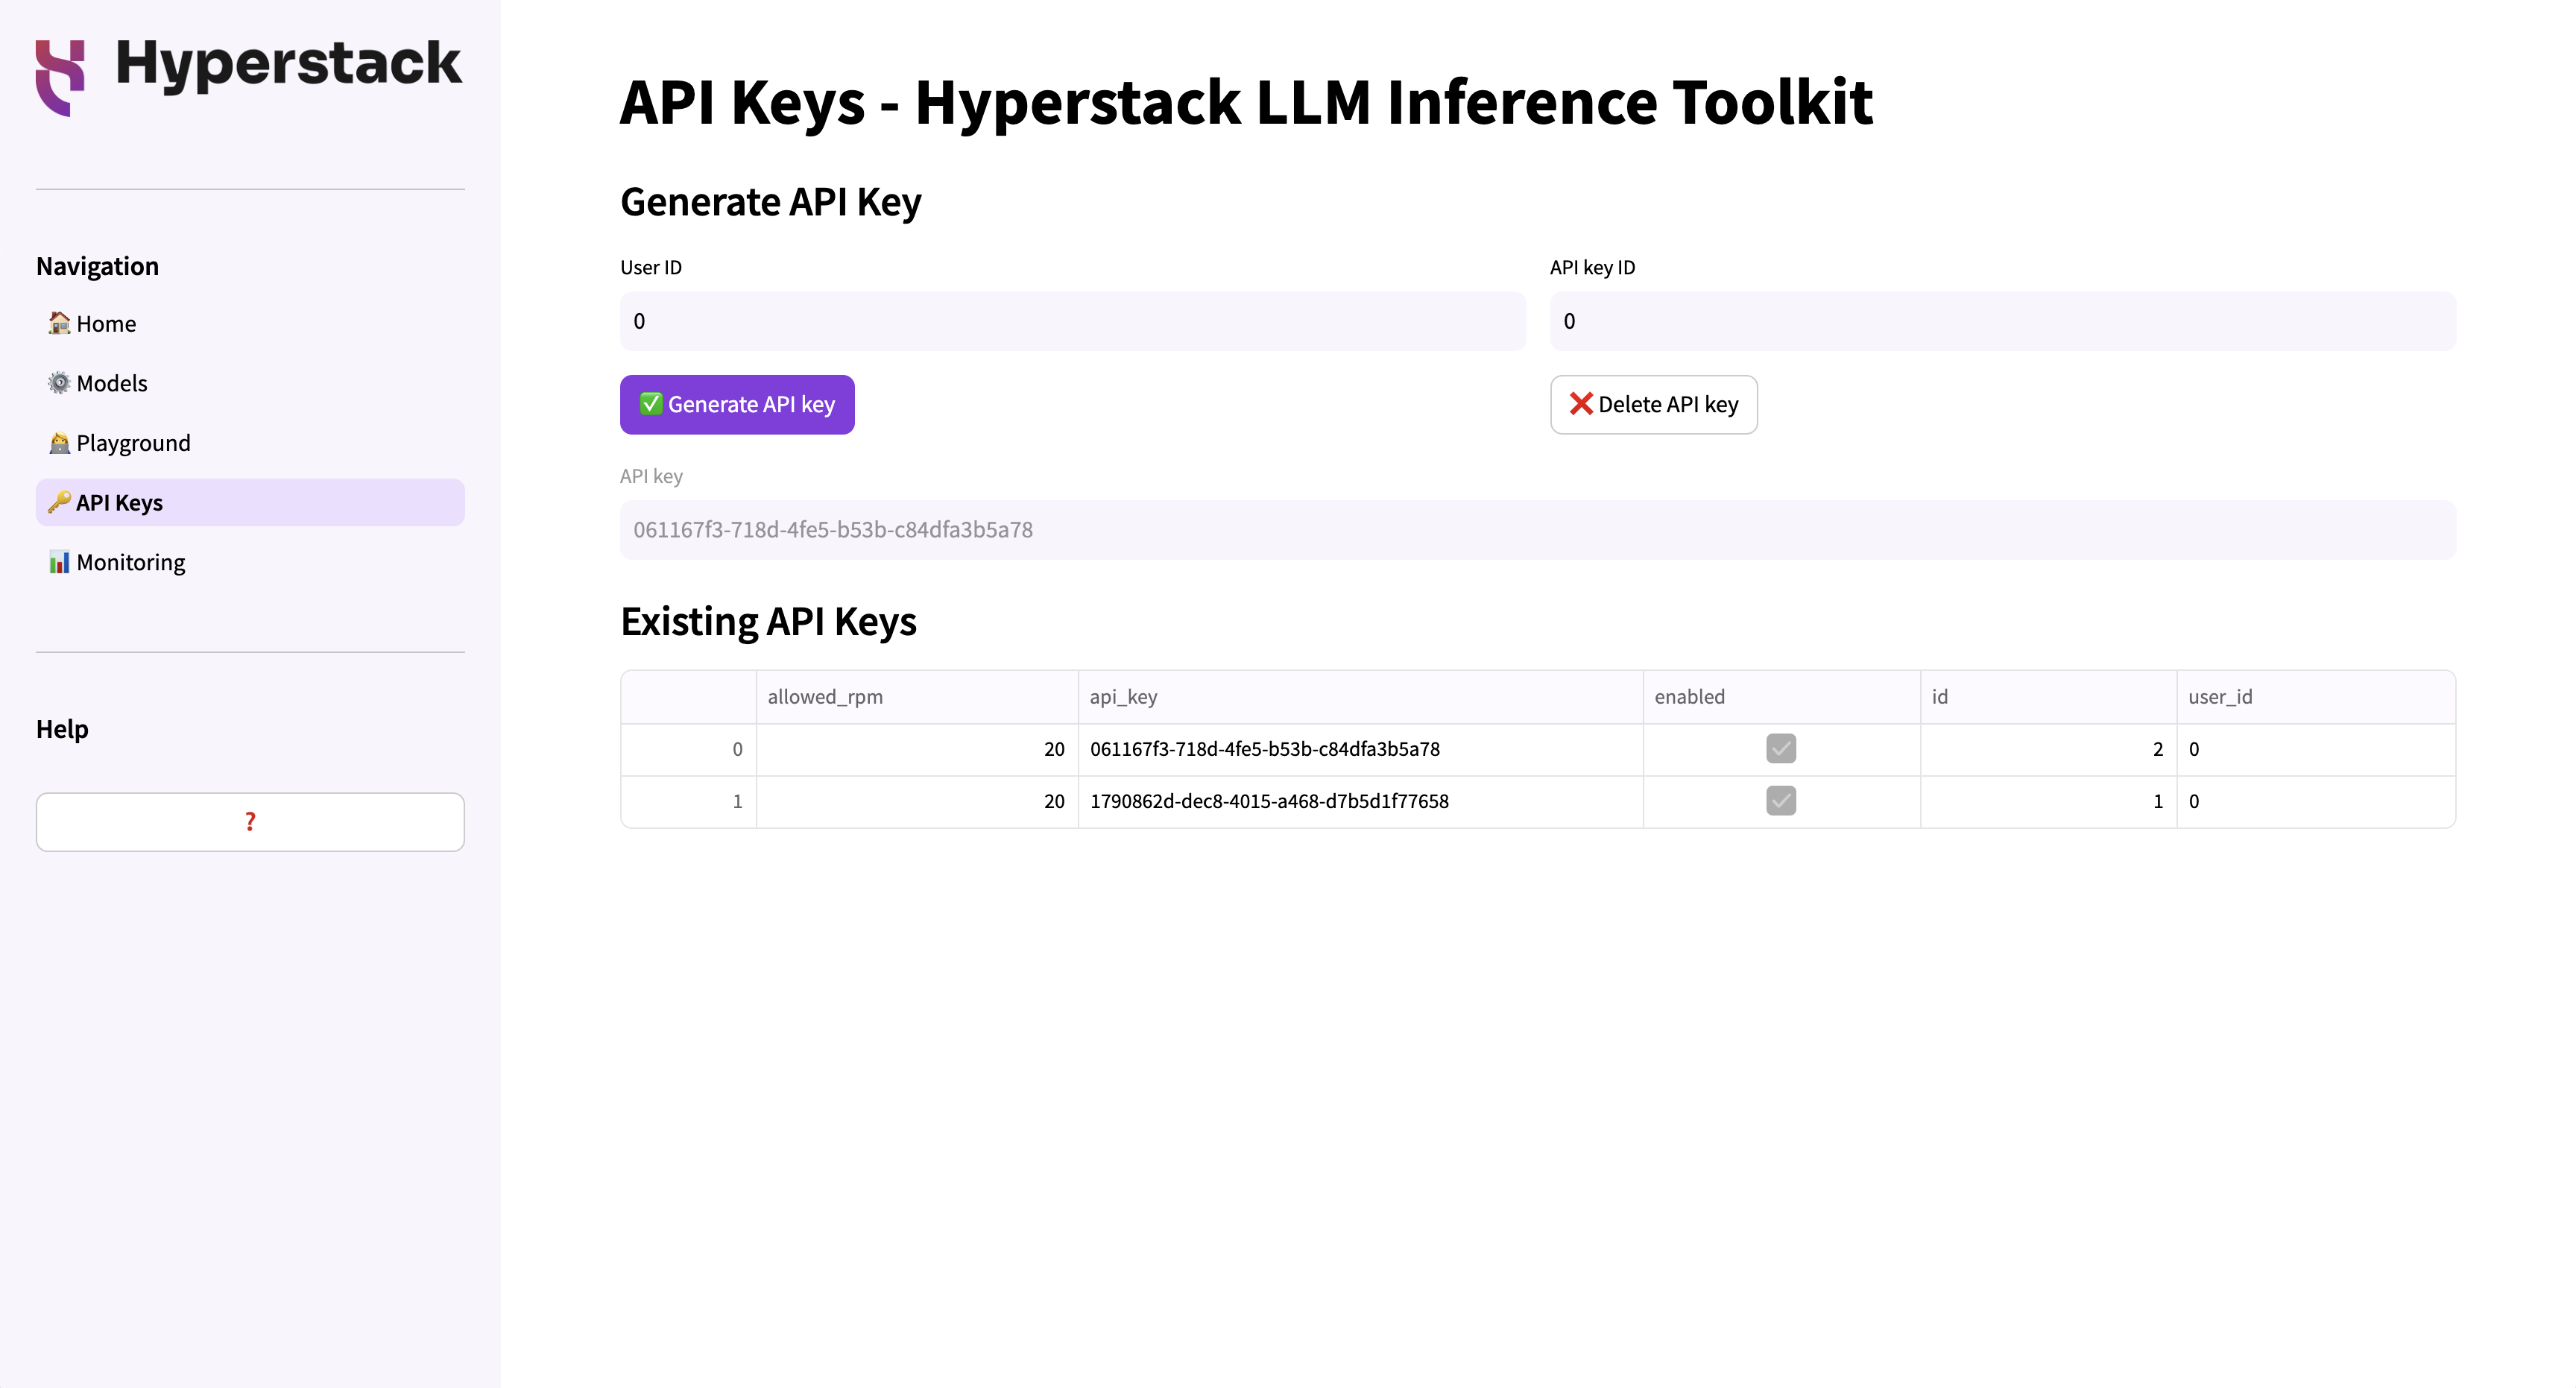 Hyperstack
Navigation
Home
Models
Playground
API Keys
Monitoring
Help
?
API Keys - Hyperstack LLM Inference Toolkit
Generate API Key
User ID
API key ID
0
0
Generate API key
Delete API key
API key
061167f3-718d-4fe5-b53b-c84dfa3b5a78
Existing API Keys
allowed_rpm api_key enabled id user_id
0 20 061167f3-718d-4fe5-b53b-c84dfa3b5a78 2 0
1 20 1790862d-dec8-4015-a468-d7b5d1f77658 1 0